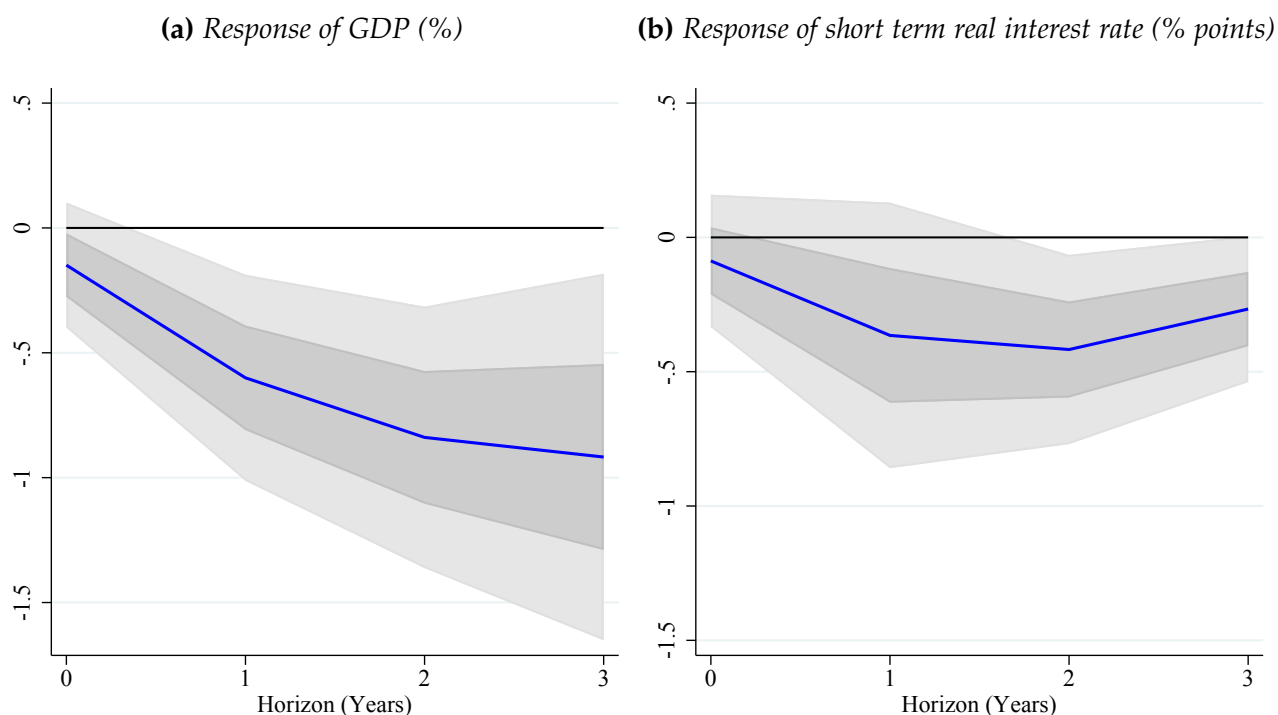 (a) Response of GDP (%)
.5
0
-.5
-1
-1.5
0 1 2 3
Horizon (Years)
(b) Response of short term real interest rate (% points)
.5
0
-.5
-1
-1.5
0 1 2 3
Horizon (Years)